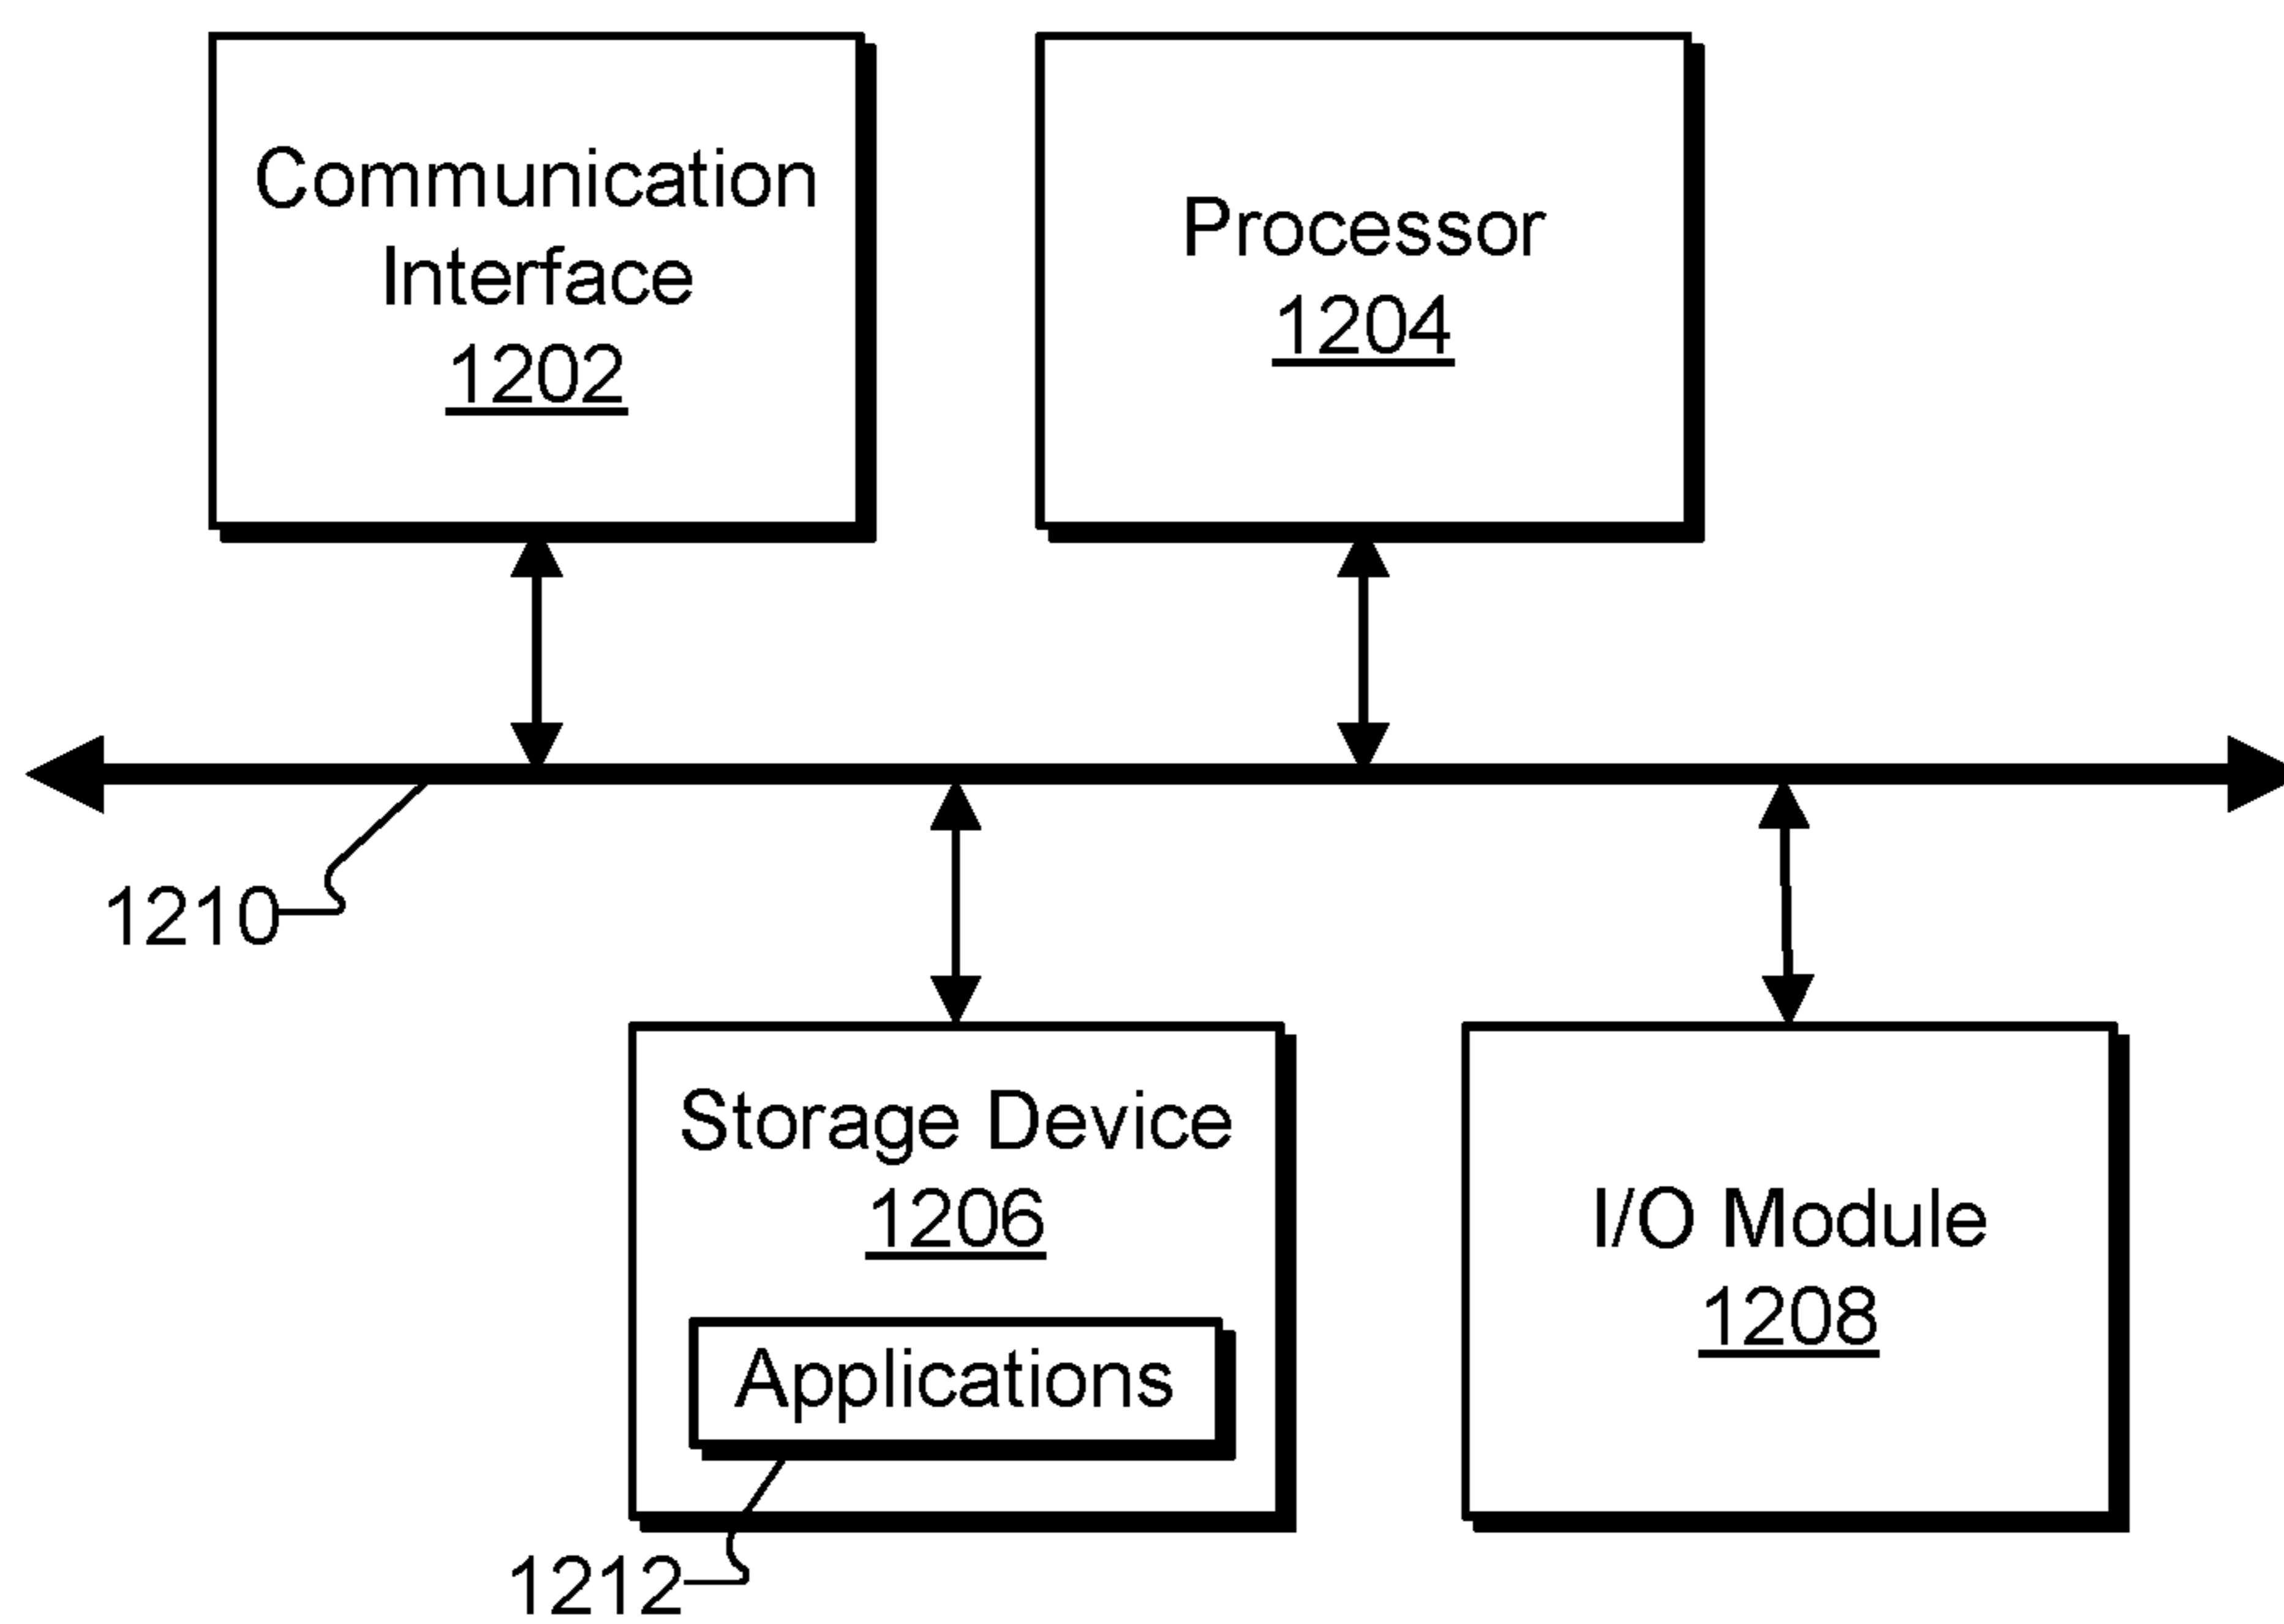 Communication
Interface
1202
Processor
1204
1210
Storage Device
1206
Applications
1212
I/O Module
1208